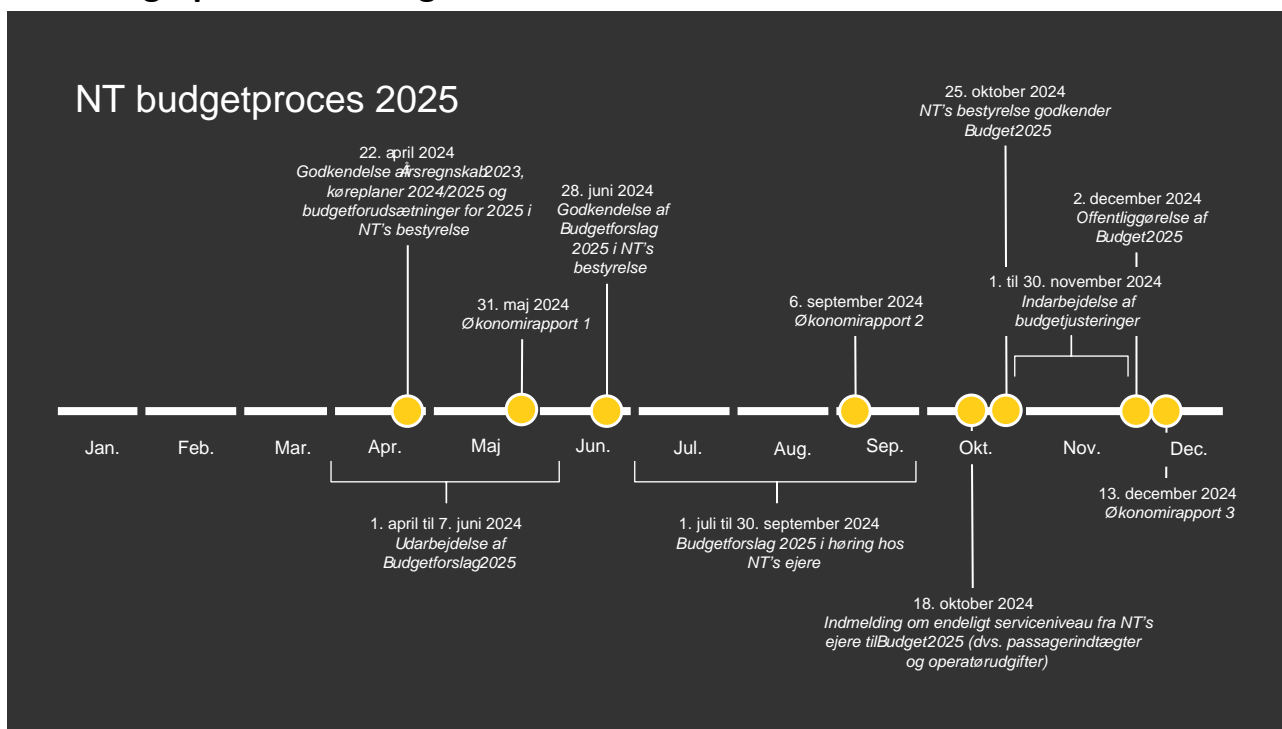 NT budgetproces 2025
25. oktober 2024
NT's bestyrelse godkender
Budget2025
22. april 2024
Godkendelse af Årsregnskab2023,
køreplaner 2024/2025 og
budgetforudsætninger for 2025 i
NT's bestyrelse
28. juni 2024
Godkendelse af
Budgetforslag
2025 i NT's
bestyrelse
2. december 2024
Offentliggørelse af
Budget2025
31. maj 2024
Økonomirapport 1
6. september 2024
Økonomirapport 2
1. til 30. november 2024
Indarbejdelse af
budgetjusteringer
Jan.
Feb.
Mar.
Apr.
Maj
Jun.
Jul.
Aug.
Sep.
Okt.
Nov.
Dec.
1. april til 7. juni 2024
Udarbejdelse af
Budgetforslag2025
1. juli til 30. september 2024
Budgetforslag 2025 i høring hos
NT's ejere
13. december 2024
Økonomirapport 3
18. oktober 2024
Indmelding om endeligt serviceniveau fra NT's
ejere tilBudget2025 (dvs. passagerindtægter
og operatørudgifter)